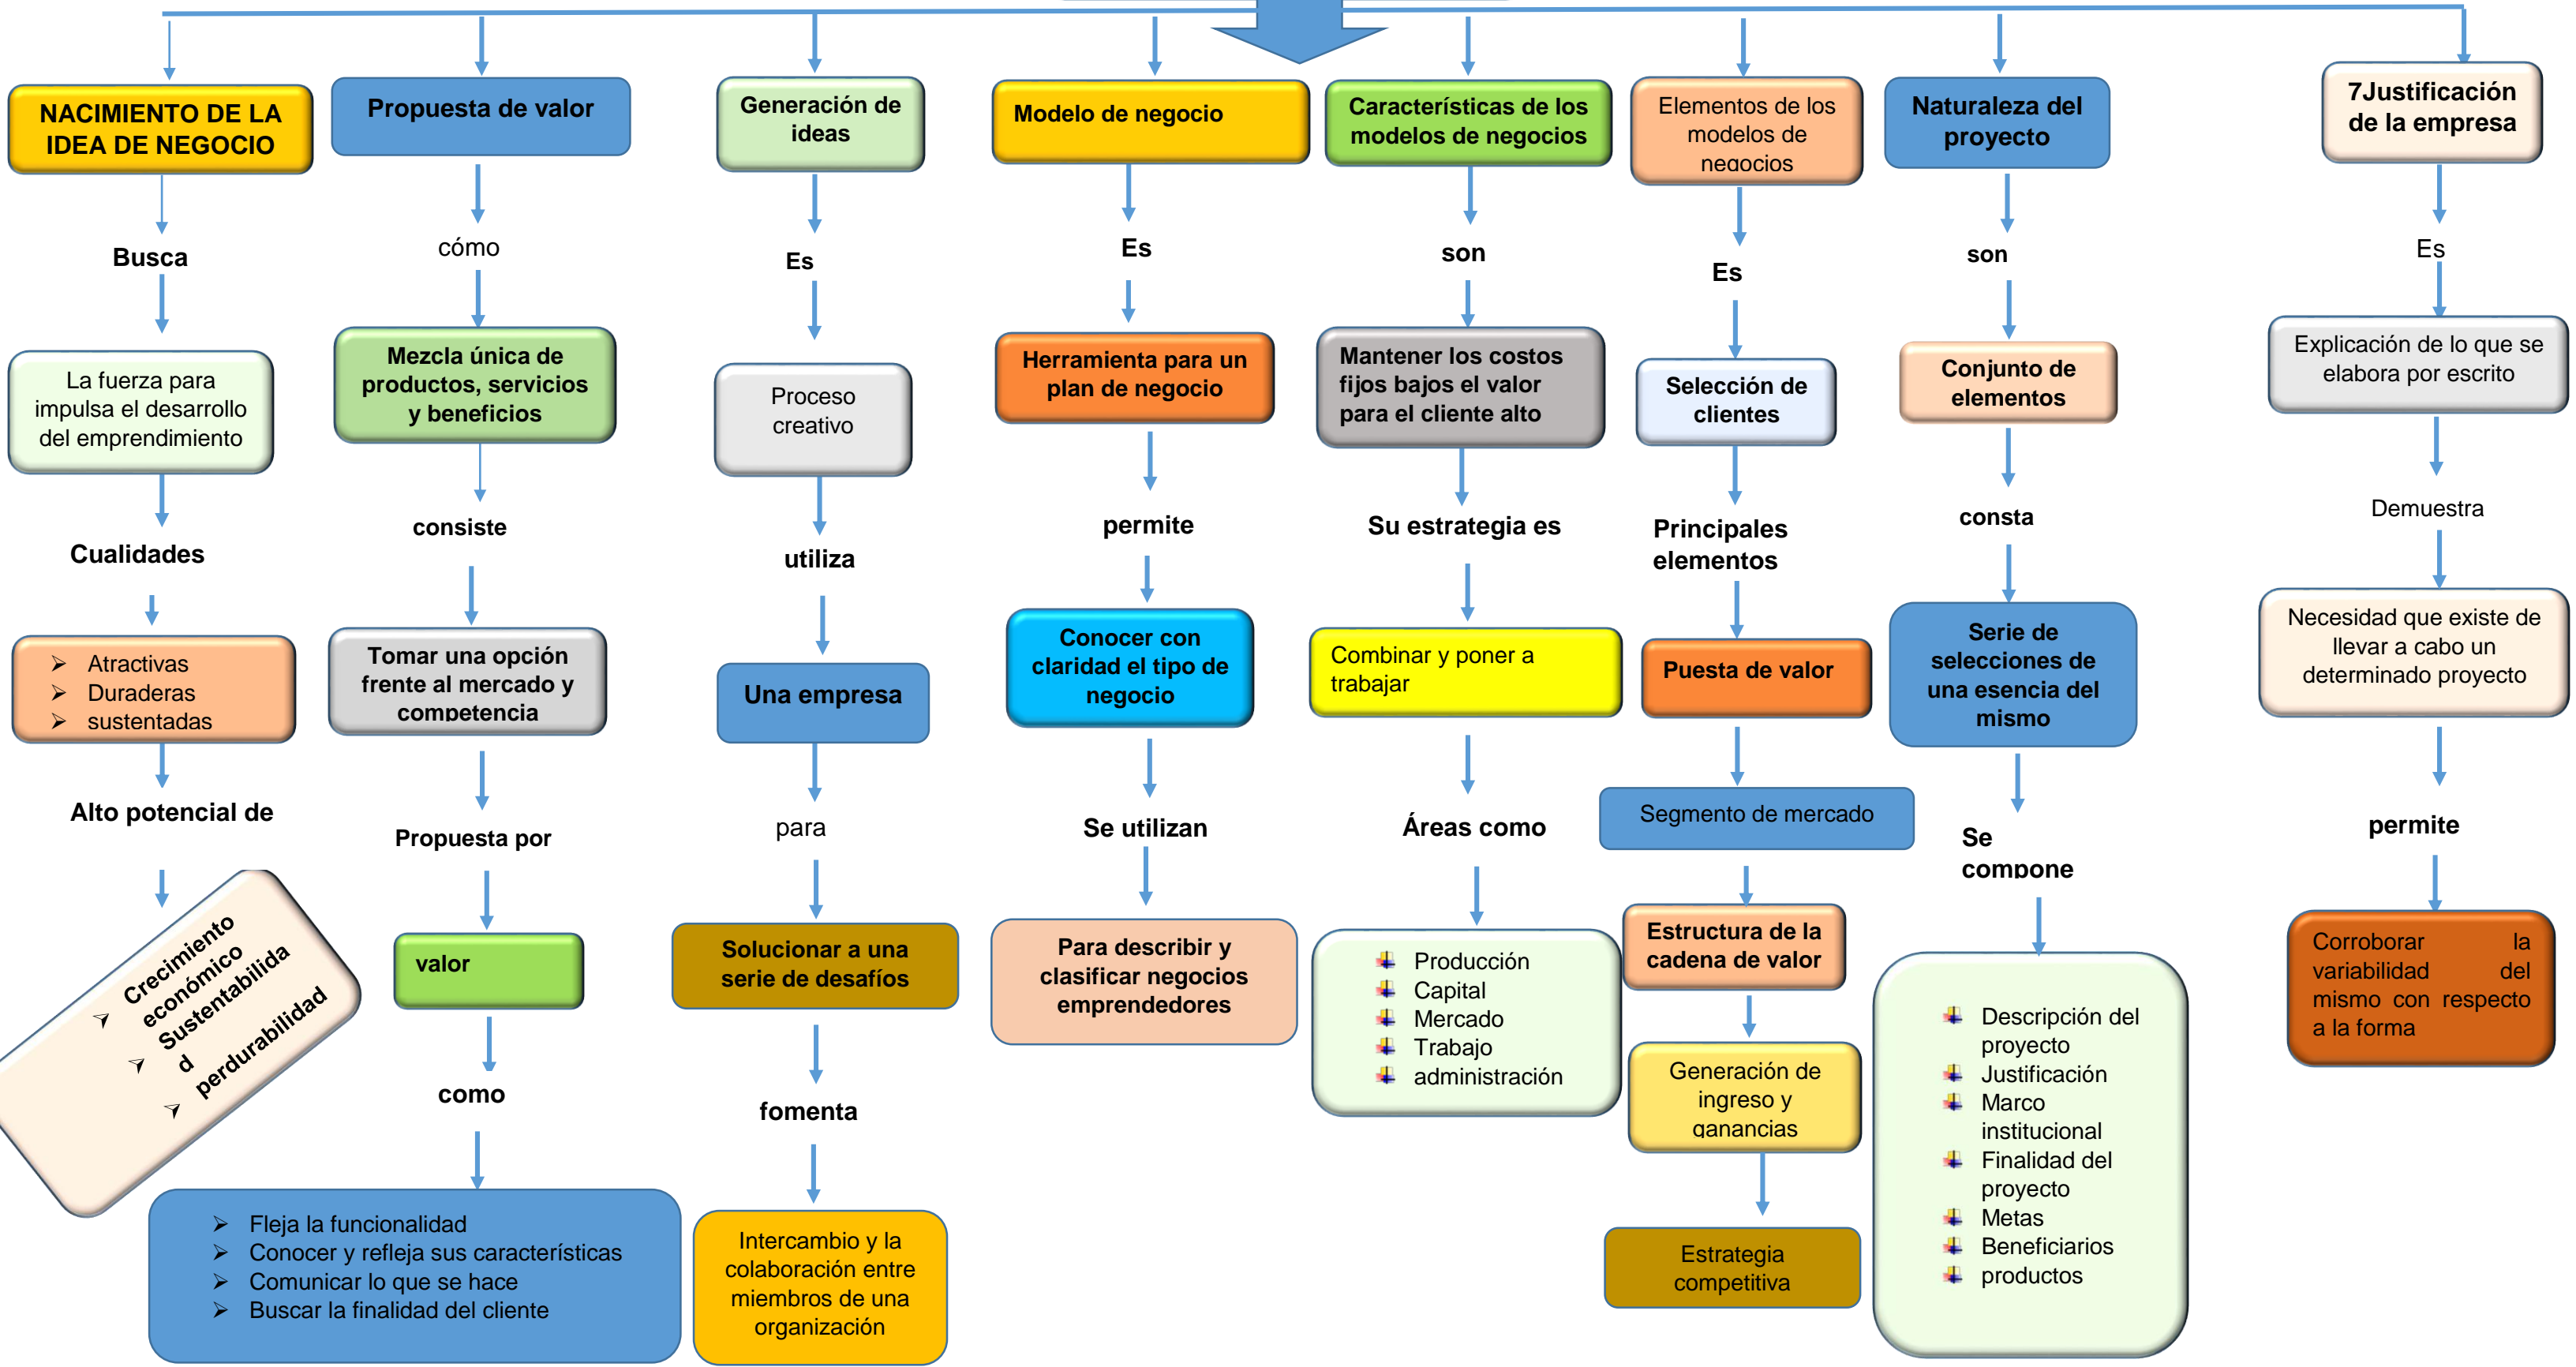 NACIMIENTO DE LA
IDEA DE NEGOCIO
Busca
La fuerza para
impulsa el desarrollo
del emprendimiento
Cualidades
Atractivas
Duraderas
sustentadas
Alto potencial de
Crecimiento
económico
Sustentabilida
d
perdurabilidad
Propuesta de valor
cómo
Mezcla única de
productos, servicios
y beneficios
consiste
Tomar una opción
frente al mercado y
competencia
Propuesta por
valor
como
Fleja la funcionalidad
Conocer y refleja sus características
Comunicar lo que se hace
Buscar la finalidad del cliente
Generación de
ideas
Es
Proceso
creativo
utiliza
Una empresa
para
Solucionar a una
serie de desafíos
fomenta
Intercambio y la
colaboración entre
miembros de una
organización
Modelo de negocio
Es
Herramienta para un
plan de negocio
permite
Conocer con
claridad el tipo de
negocio
Se utilizan
Para describir y
clasificar negocios
emprendedores
Características de los
modelos de negocios
son
Mantener los costos
fijos bajos el valor
para el cliente alto
Su estrategia es
Combinar y poner a
trabajar
Áreas como
Producción
Capital
Mercado
Trabajo
administración
Elementos de los
modelos de
negocios
Es
Selección de
clientes
Principales
elementos
Puesta de valor
Segmento de mercado
Estructura de la
cadena de valor
Generación de
ingreso y
ganancias
Estrategia
competitiva
Naturaleza del
proyecto
son
Conjunto de
elementos
consta
Serie de
selecciones de
una esencia del
mismo
Se
compone
Descripción del
proyecto
Justificación
Marco
institucional
Finalidad del
proyecto
Metas
Beneficiarios
productos
7Justificación
de la empresa
Es
Explicación de lo que se
elabora por escrito
Demuestra
Necesidad que existe de
llevar a cabo un
determinado proyecto
permite
Corroborar la
variabilidad del
mismo con respecto
a la forma